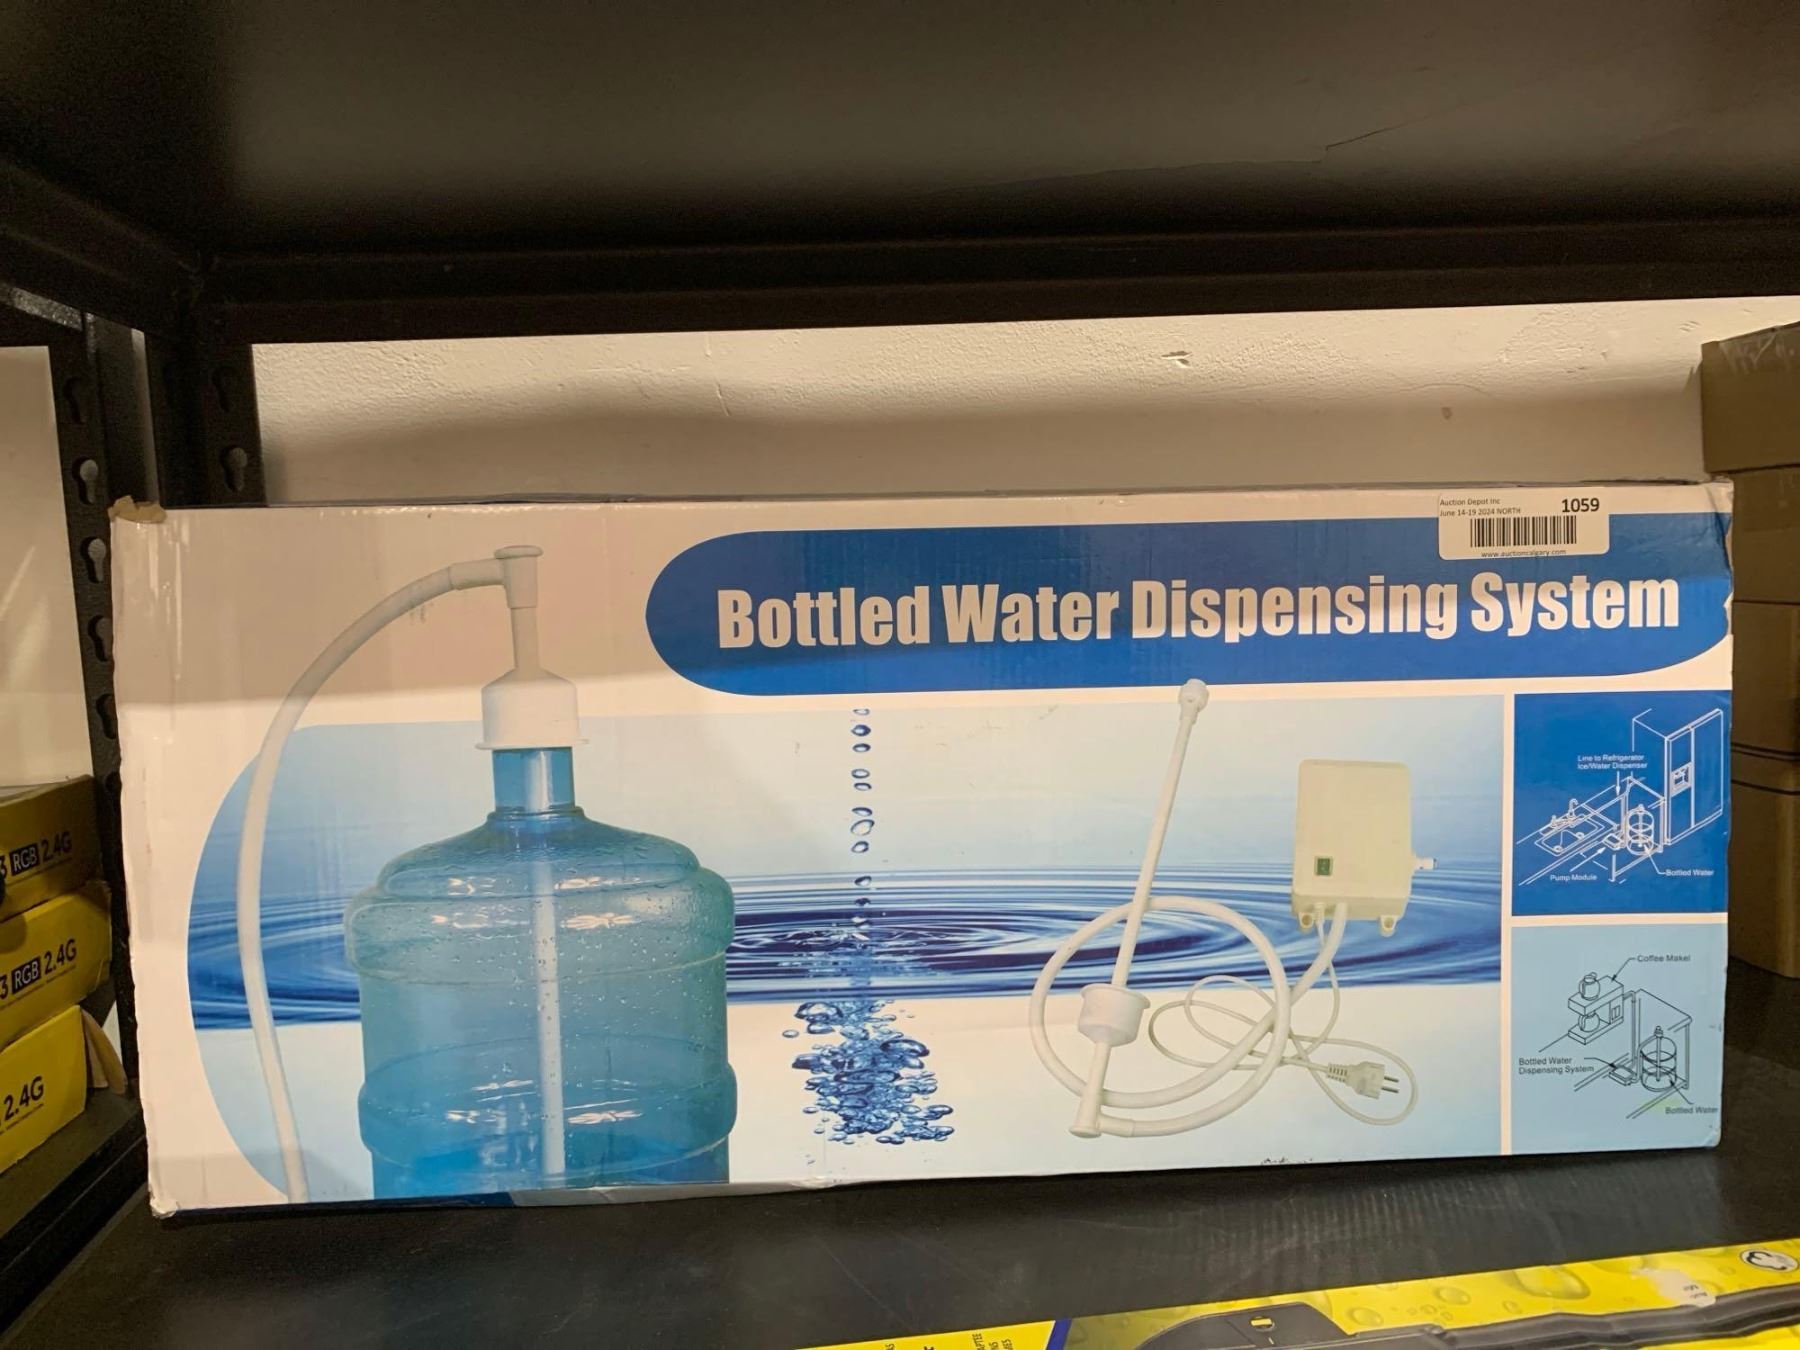 Auction Depot Inc
June 14-19 2024 NORTH
1059
www.auctioncalgary.com
Bottled Water Dispensing System
Line to Refrigerator
Ice/Water Dispenser
Pump Module
Bottled Water
Coffee Maker
Bottled Water
Dispensing System
Bottled Water
3 RGB 2.4G
3 RGB 2.4G
2.4G